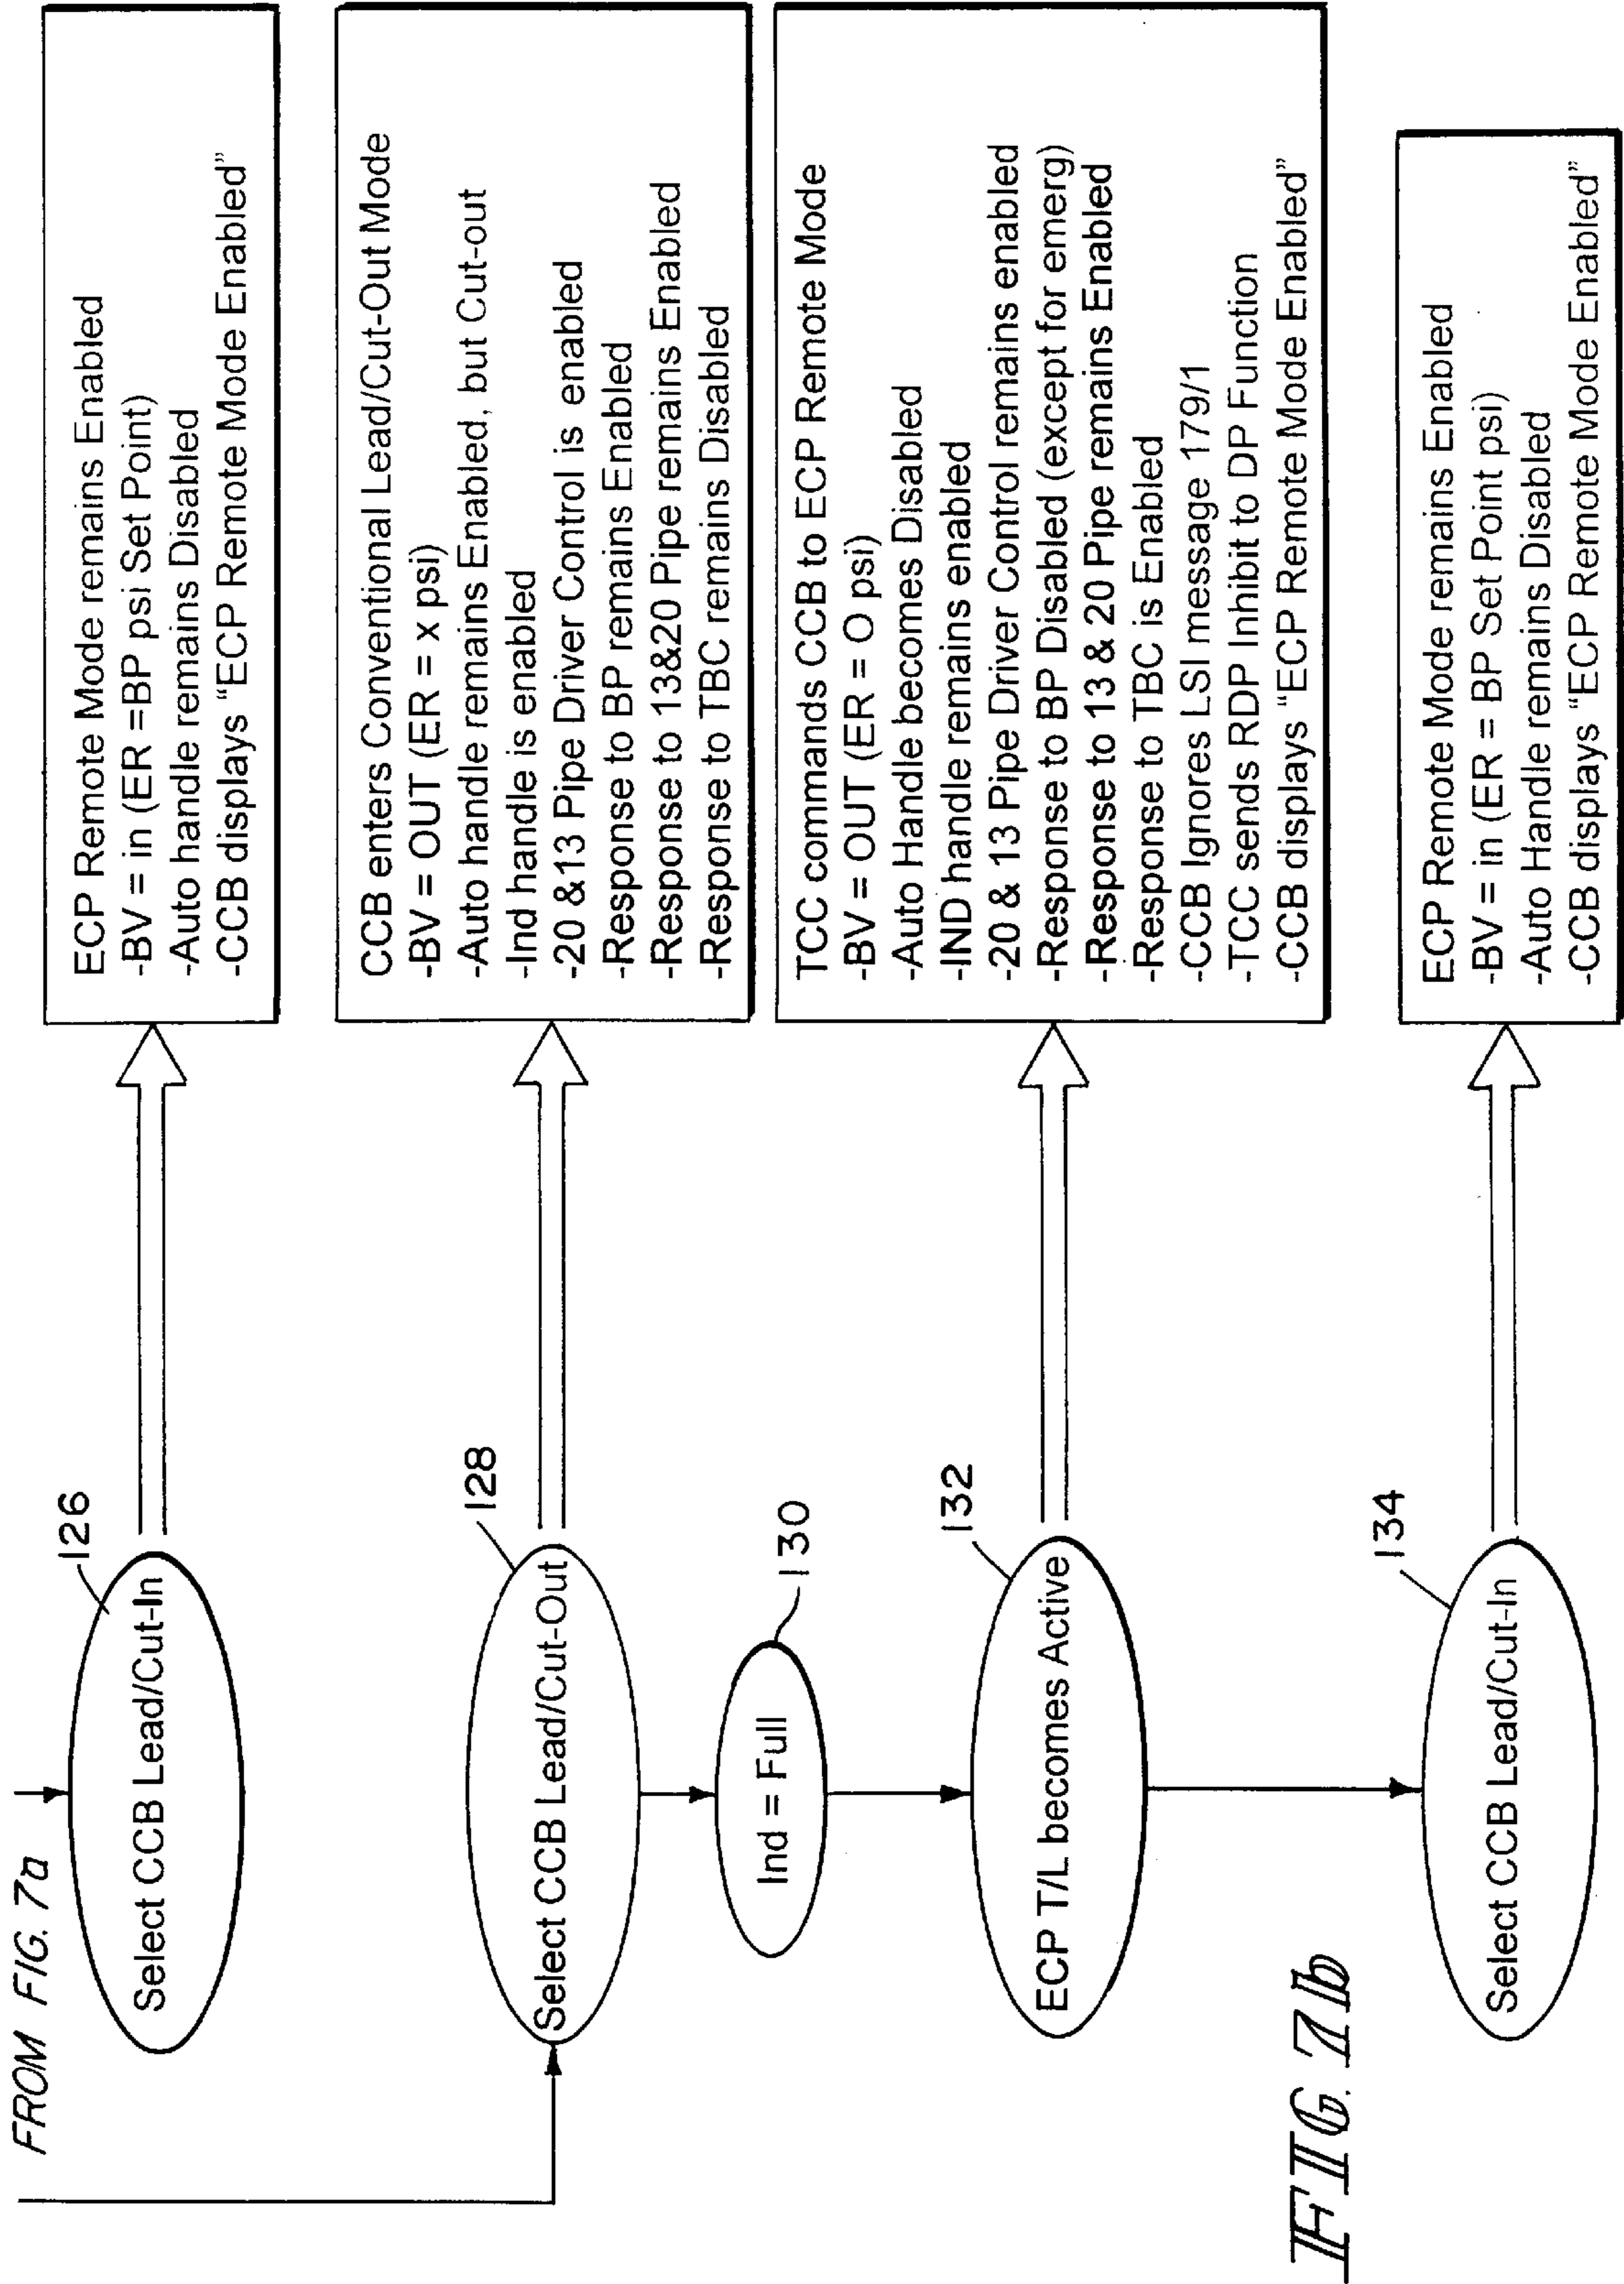 FROM FIG. 7a
126
Select CCB Lead/Cut-In
ECP Remote Mode remains Enabled
-BV = in (ER =BP psi Set Point)
-Auto handle remains Disabled
-CCB displays “ECP Remote Mode Enabled”
128
Select CCB Lead/Cut-Out
CCB enters Conventional Lead/Cut-Out Mode
-BV = OUT (ER = x psi)
-Auto handle remains Enabled, but Cut-out
-Ind handle is enabled
-20 &13 Pipe Driver Control is enabled
-Response to BP remains Enabled
-Response to 13&20 Pipe remains Enabled
-Response to TBC remains Disabled
130
Ind = Full
132
ECP T/L becomes Active
TCC commands CCB to ECP Remote Mode
-BV = OUT (ER = O psi)
-Auto Handle becomes Disabled
-IND handle remains enabled
-20 & 13 Pipe Driver Control remains enabled
-Response to BP Disabled (except for emerg)
-Response to 13 & 20 Pipe remains Enabled
-Response to TBC is Enabled
-CCB Ignores LSI message 179/1
-TCC sends RDP Inhibit to DP Function
-CCB displays “ECP Remote Mode Enabled”
134
Select CCB Lead/Cut-In
ECP Remote Mode remains Enabled
-BV = in (ER = BP Set Point psi)
-Auto Handle remains Disabled
-CCB displays “ECP Remote Mode Enabled”
FIG. 7b